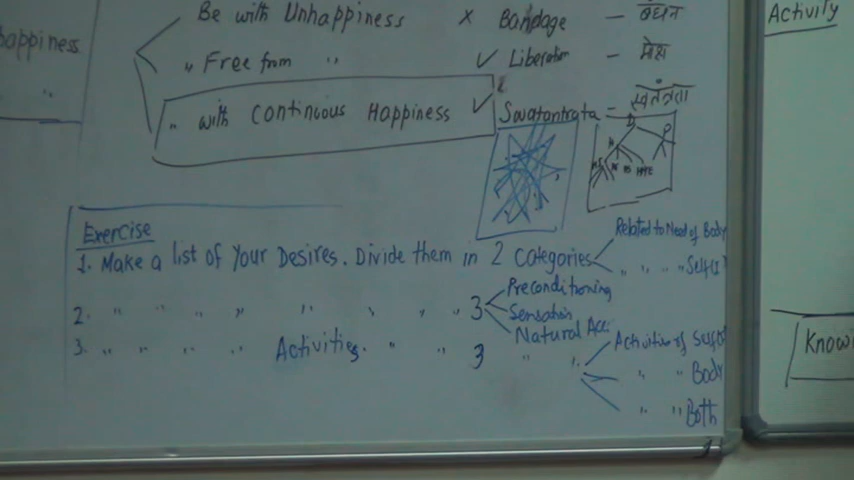 Be with Unhappiness × Bandage – बंधन
happiness
" Free from " ✓ Liberation – मोक्ष
"
" with Continuous Happiness ✓ Swatantrata – स्वतंत्रता
Exercise
1. Make a list of Your Desires. Divide them in 2 Categories
Related to Need of Body
" " " " Self(I)
2. " " " " " " " 3
Preconditioning
Sensation
Natural Acc.
3. " " " " Activities. " " 3 " "
Activities of Self(I)
" " Body
" " Both
Activity
Know